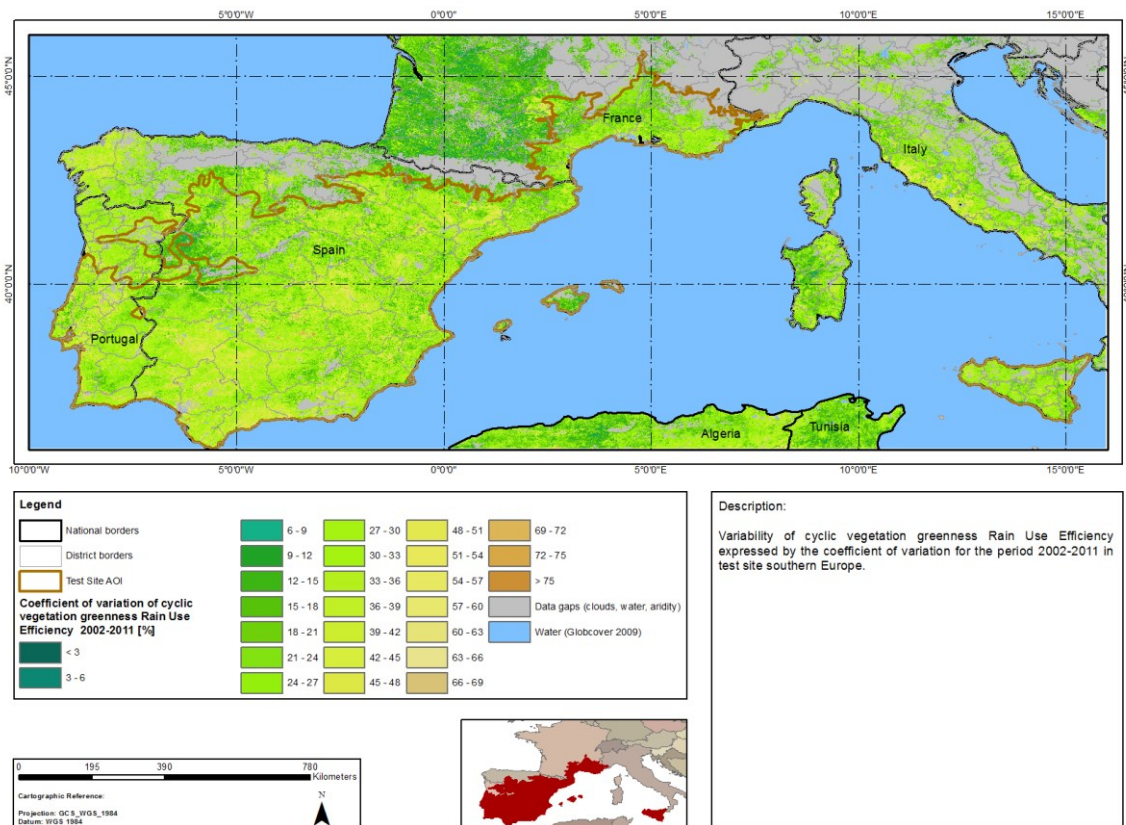 5°0'0"W 0°0'0" 5°0'0"E 10°0'0"E 15°0'0"E
45°0'0"N
France
Italy
Spain
40°0'0"N
Portugal
Algeria
Tunisia
10°0'0"W 5°0'0"W 0°0'0" 5°0'0"E 10°0'0"E 15°0'0"E
Legend
National borders
District borders
Test Site AOI
Coefficient of variation of cyclic
vegetation greenness Rain Use
Efficiency 2002-2011 [%]
< 3
3 - 6
6 - 9
9 - 12
12 - 15
15 - 18
18 - 21
21 - 24
24 - 27
27 - 30
30 - 33
33 - 36
36 - 39
39 - 42
42 - 45
45 - 48
48 - 51
51 - 54
54 - 57
57 - 60
60 - 63
63 - 66
66 - 69
69 - 72
72 - 75
> 75
Data gaps (clouds, water, aridity)
Water (Globcover 2009)
Description:
Variability of cyclic vegetation greenness Rain Use Efficiency
expressed by the coefficient of variation for the period 2002-2011 in
test site southern Europe.
0 195 390 780
Kilometers
Cartographic Reference:
N
Projection: GCS_WGS_1984
Datum: WGS 1984